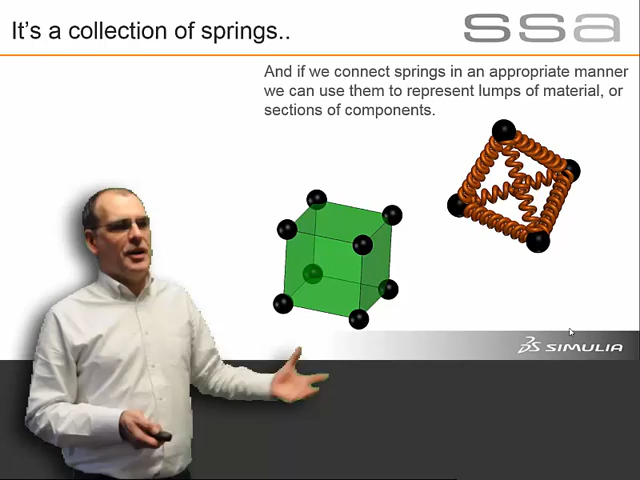 It's a collection of springs..
ssa
And if we connect springs in an appropriate manner
we can use them to represent lumps of material, or
sections of components.
SIMULIA